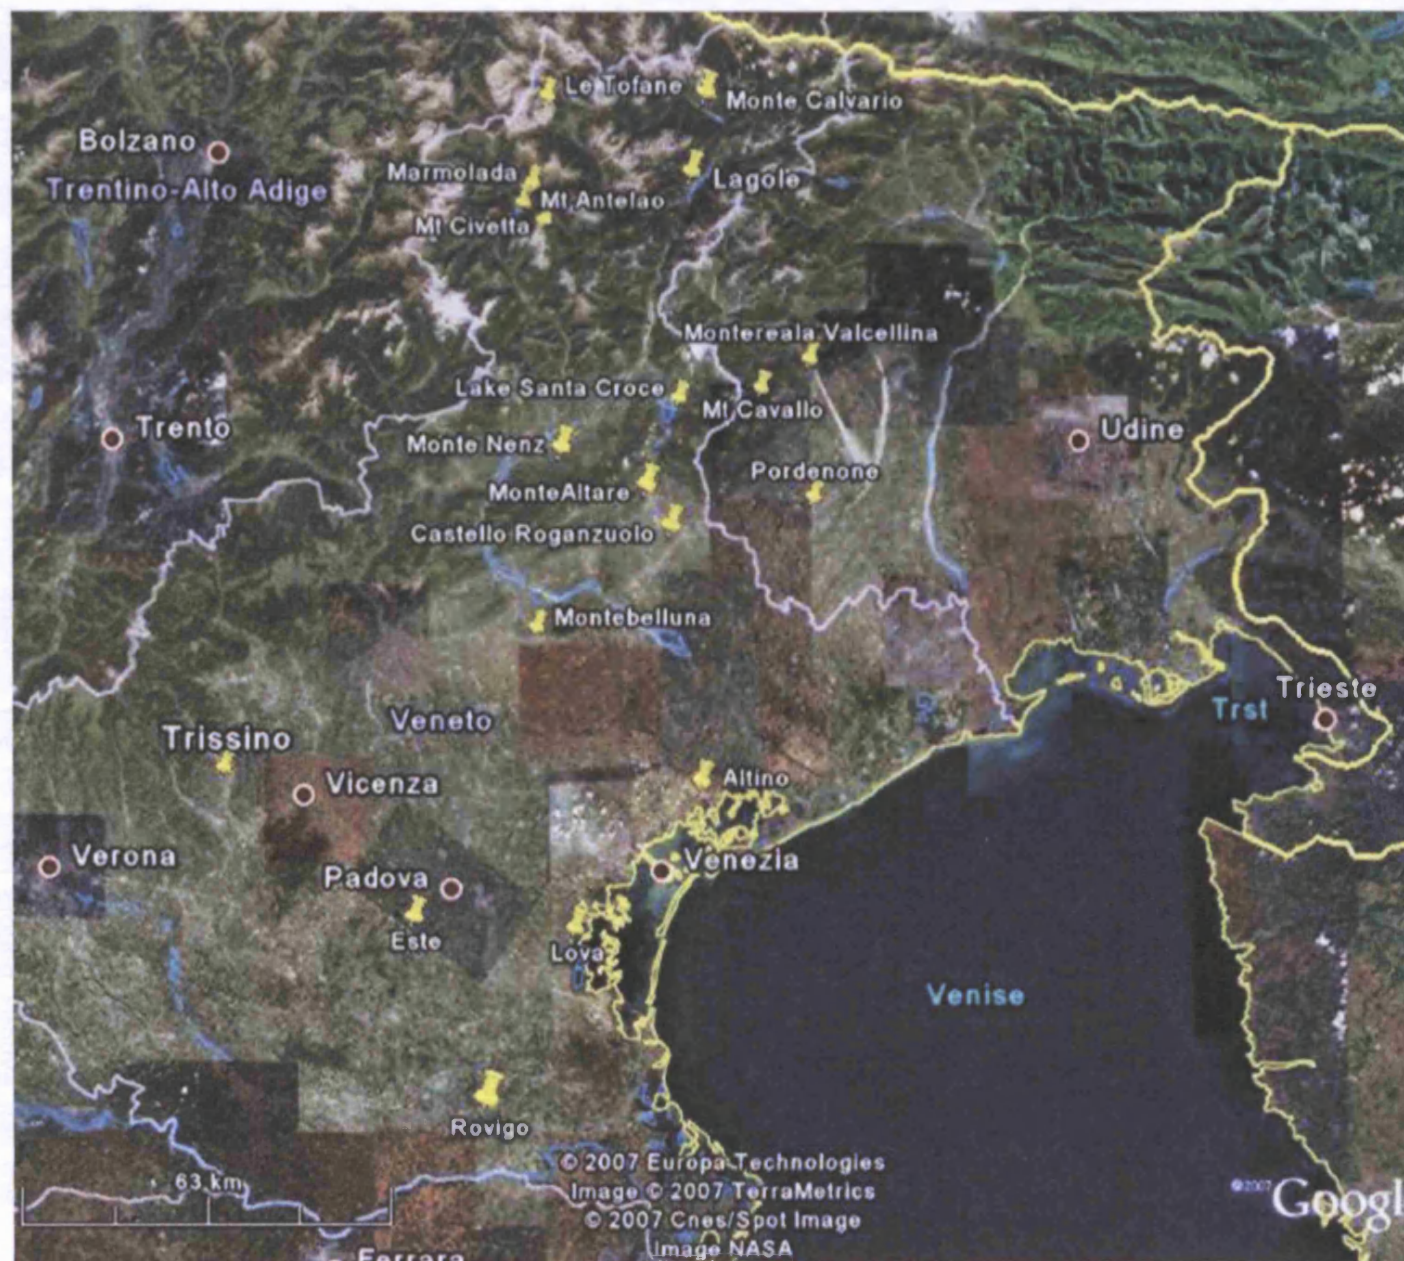 Le Tofane
Monte Calvario
Bolzano
Marmolada
Lagole
Trentino-Alto Adige
Mt Antelao
Mt Civetta
Montereala Valcellina
Lake Santa Croce
Mt Cavallo
Trento
Udine
Monte Nenz
Pordenone
MonteAltare
Castello Roganzuolo
Montebelluna
Trieste
Veneto
Trst
Trissino
Altino
Vicenza
Verona
Venezia
Padova
Este
Lova
Venise
Rovigo
© 2007 Europa Technologies
63 km
Image © 2007 TerraMetrics
©2007 Googl
© 2007 Cnes/Spot Image
Image NASA
Ferrara